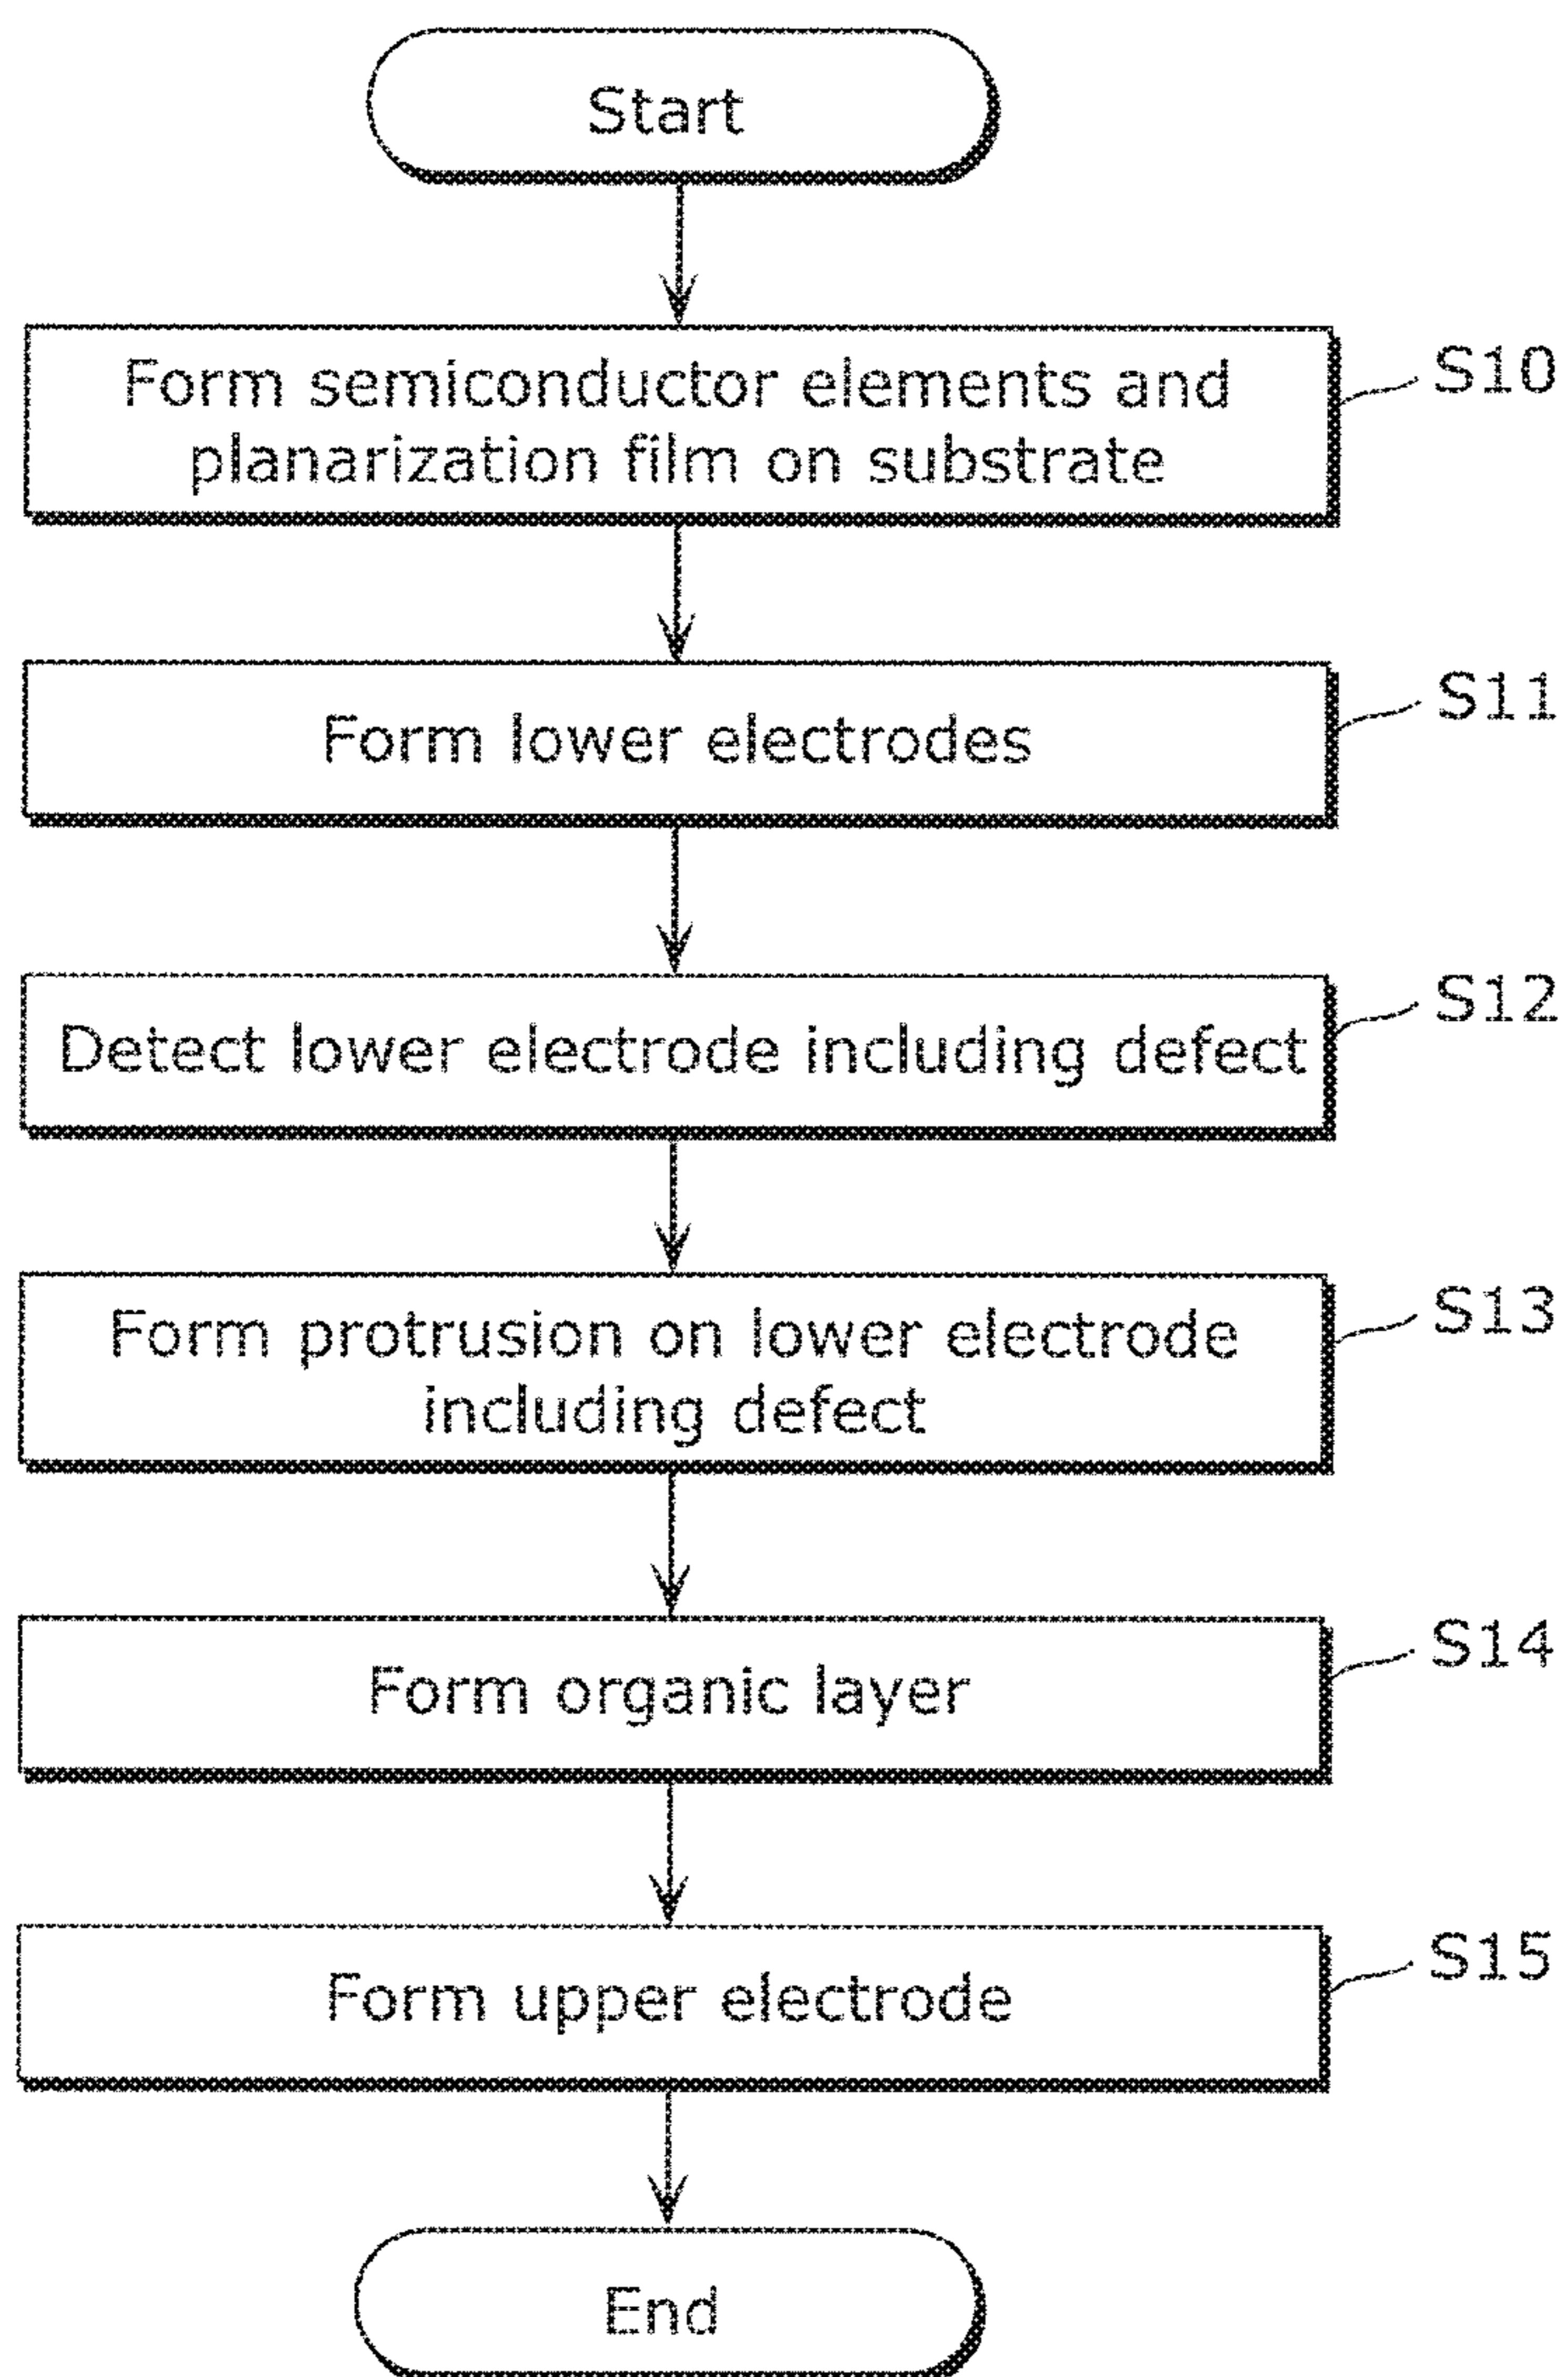 Start
Form semiconductor elements and
planarization film on substrate
S10
Form lower electrodes
S11
Detect lower electrode including defect
S12
Form protrusion on lower electrode
including defect
S13
Form organic layer
S14
Form upper electrode
S15
End